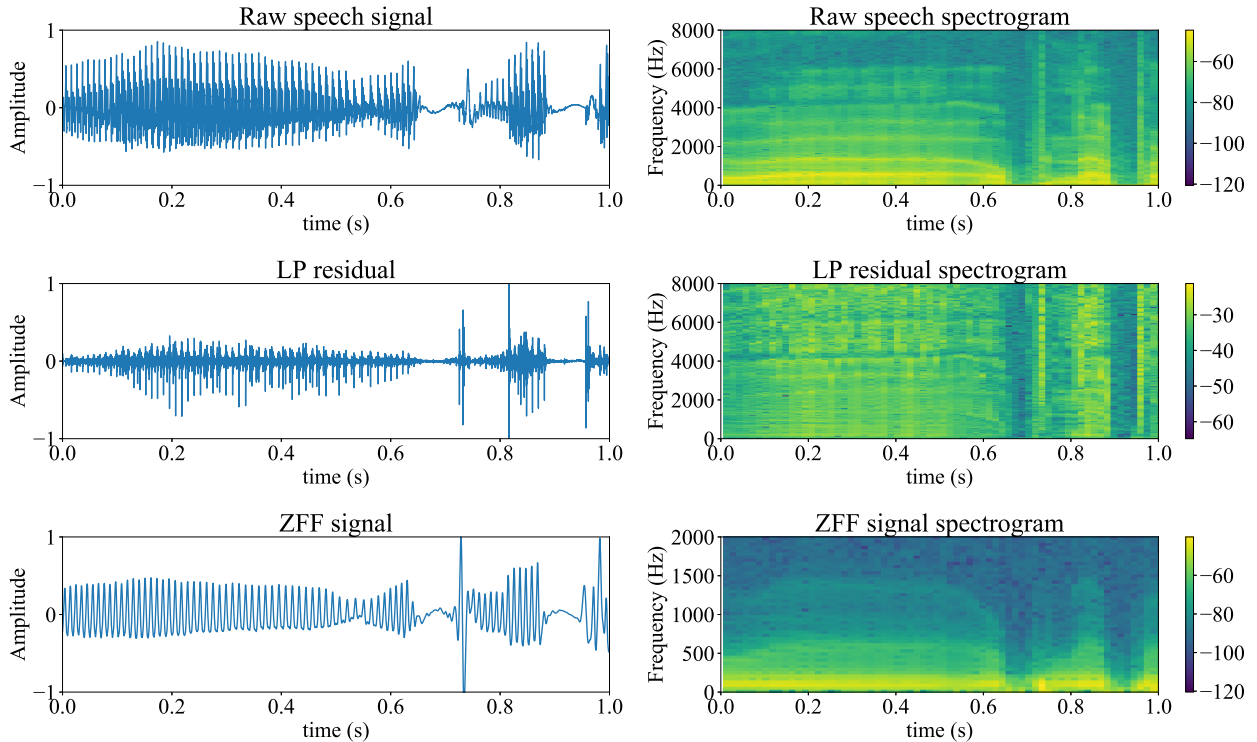 Raw speech signal
Amplitude
1
0
−1
0.0 0.2 0.4 0.6 0.8 1.0
time (s)
Raw speech spectrogram
Frequency (Hz)
8000
6000
4000
2000
0
0.2 0.4 0.6 0.8 1.0
time (s)
−60
−80
−100
−120
LP residual
Amplitude
1
0
−1
0.0 0.2 0.4 0.6 0.8 1.0
time (s)
LP residual spectrogram
Frequency (Hz)
8000
6000
4000
2000
0
0.2 0.4 0.6 0.8 1.0
time (s)
−30
−40
−50
−60
ZFF signal
Amplitude
1
0
−1
0.0 0.2 0.4 0.6 0.8 1.0
time (s)
ZFF signal spectrogram
Frequency (Hz)
2000
1500
1000
500
0
0.0 0.2 0.4 0.6 0.8 1.0
time (s)
−60
−80
−100
−120